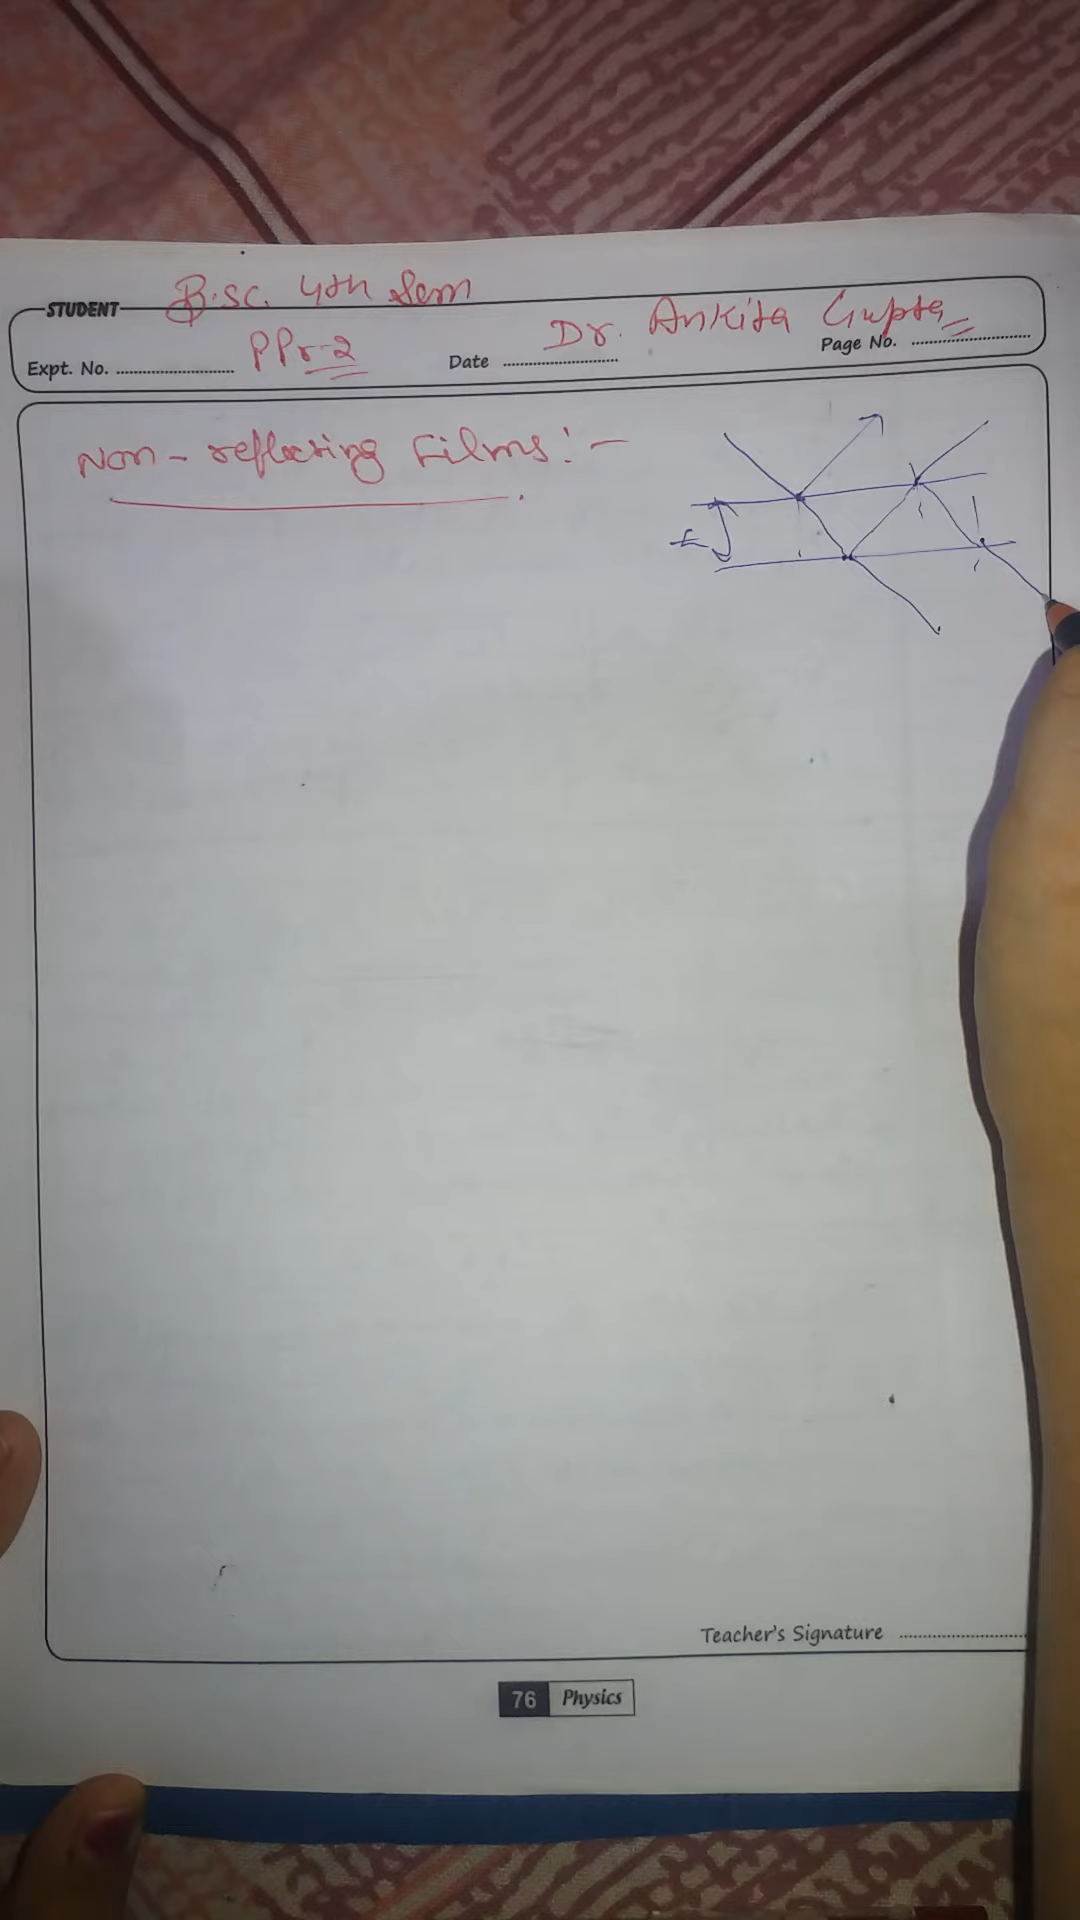 B.sc. 4th Sem
STUDENT
Expt. No. .................... PPr-2 Date .................... Dr. Ankita Gupta
Page No. ....................
Non-reflecting Films:-
t
Teacher's Signature ....................
76 Physics